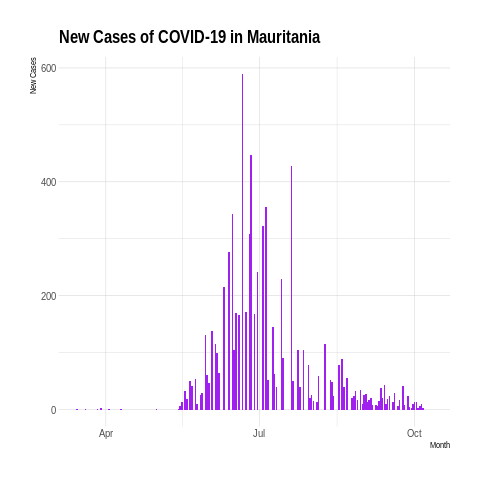 New Cases of COVID-19 in Mauritania
New Cases
600
400
200
0
Apr
Jul
Oct
Month